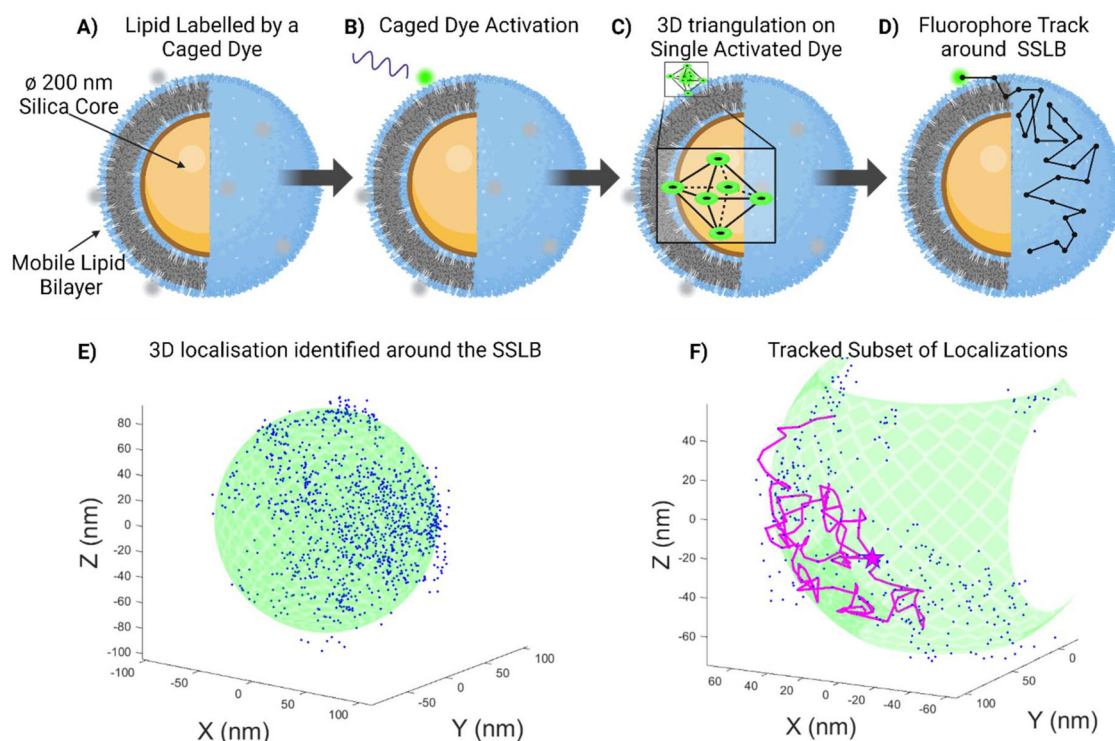 A) Lipid Labelled by a
Caged Dye
B) Caged Dye Activation
C) 3D triangulation on
Single Activated Dye
D) Fluorophore Track
around SSLB
ø 200 nm
Silica Core
Mobile Lipid
Bilayer
E) 3D localisation identified around the SSLB
80
60
40
20
0
-20
-40
-60
-80
-100
Z (nm)
-100
-50
0
50
100
X (nm)
-50
0
50
100
Y (nm)
F) Tracked Subset of Localizations
40
20
0
-20
-40
-60
Z (nm)
60
40
20
0
-20
-40
-60
X (nm)
100
50
0
Y (nm)